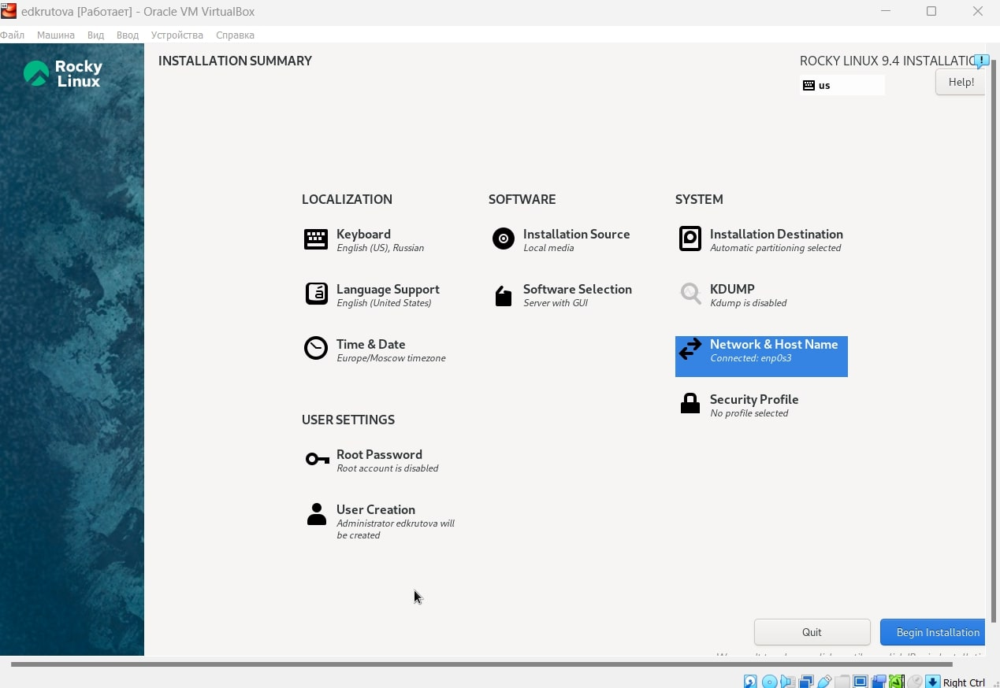 edkrutova [Работает] - Oracle VM VirtualBox
Файл Машина Вид Ввод Устройства Справка
Rocky
Linux
INSTALLATION SUMMARY
ROCKY LINUX 9.4 INSTALLATIO
us
Help!
LOCALIZATION
SOFTWARE
SYSTEM
Keyboard
English (US), Russian
Installation Source
Local media
Installation Destination
Automatic partitioning selected
Language Support
English (United States)
Software Selection
Server with GUI
KDUMP
Kdump is disabled
Time & Date
Europe/Moscow timezone
Network & Host Name
Connected: enp0s3
Security Profile
No profile selected
USER SETTINGS
Root Password
Root account is disabled
User Creation
Administrator edkrutova will
be created
Quit
Begin Installation
Right Ctrl